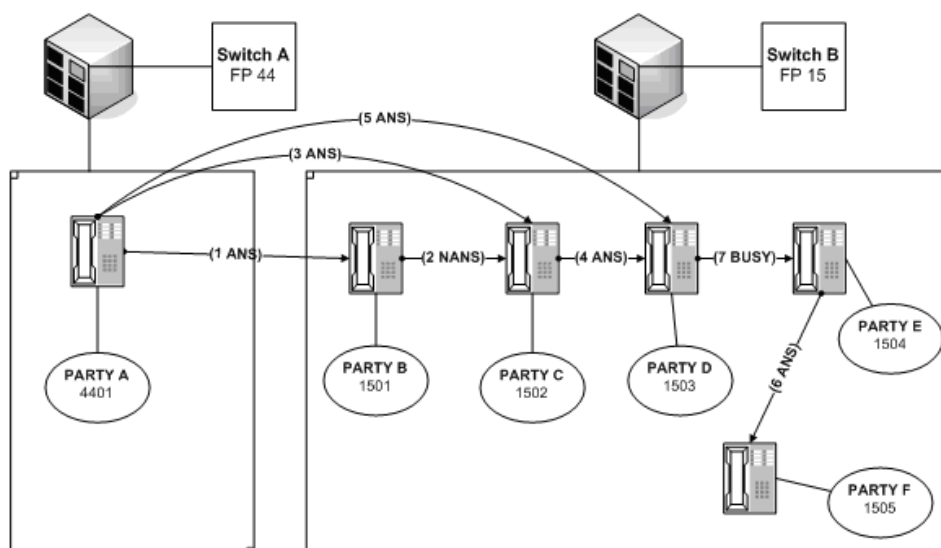 Switch A
FP 44
Switch B
FP 15
(5 ANS)
(3 ANS)
(1 ANS)
(2 NANS)
(4 ANS)
(7 BUSY)
PARTY E
1504
PARTY A
4401
PARTY B
1501
PARTY C
1502
PARTY D
1503
(6 ANS)
PARTY F
1505